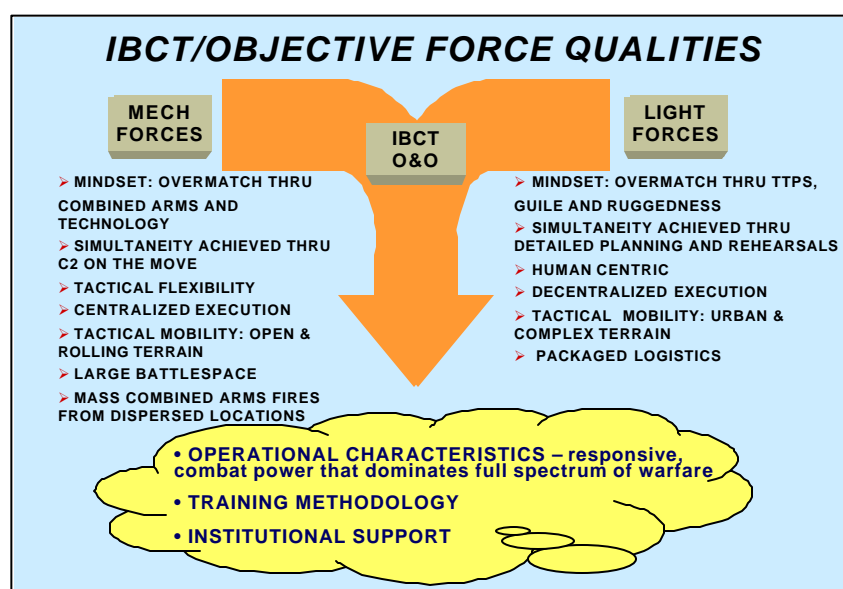 IBCT/OBJECTIVE FORCE QUALITIES
MECH
FORCES
➢ MINDSET: OVERMATCH THRU
COMBINED ARMS AND
TECHNOLOGY
➢ SIMULTANEITY ACHIEVED THRU
C2 ON THE MOVE
➢ TACTICAL FLEXIBILITY
➢ CENTRALIZED EXECUTION
➢ TACTICAL MOBILITY: OPEN &
ROLLING TERRAIN
➢ LARGE BATTLESPACE
➢ MASS COMBINED ARMS FIRES
FROM DISPERSED LOCATIONS
IBCT
O&O
LIGHT
FORCES
➢ MINDSET: OVERMATCH THRU TTPS,
GUILE AND RUGGEDNESS
➢ SIMULTANEITY ACHIEVED THRU
DETAILED PLANNING AND REHEARSALS
➢ HUMAN CENTRIC
➢ DECENTRALIZED EXECUTION
➢ TACTICAL MOBILITY: URBAN &
COMPLEX TERRAIN
➢ PACKAGED LOGISTICS
• OPERATIONAL CHARACTERISTICS – responsive,
combat power that dominates full spectrum of warfare
• TRAINING METHODOLOGY
• INSTITUTIONAL SUPPORT